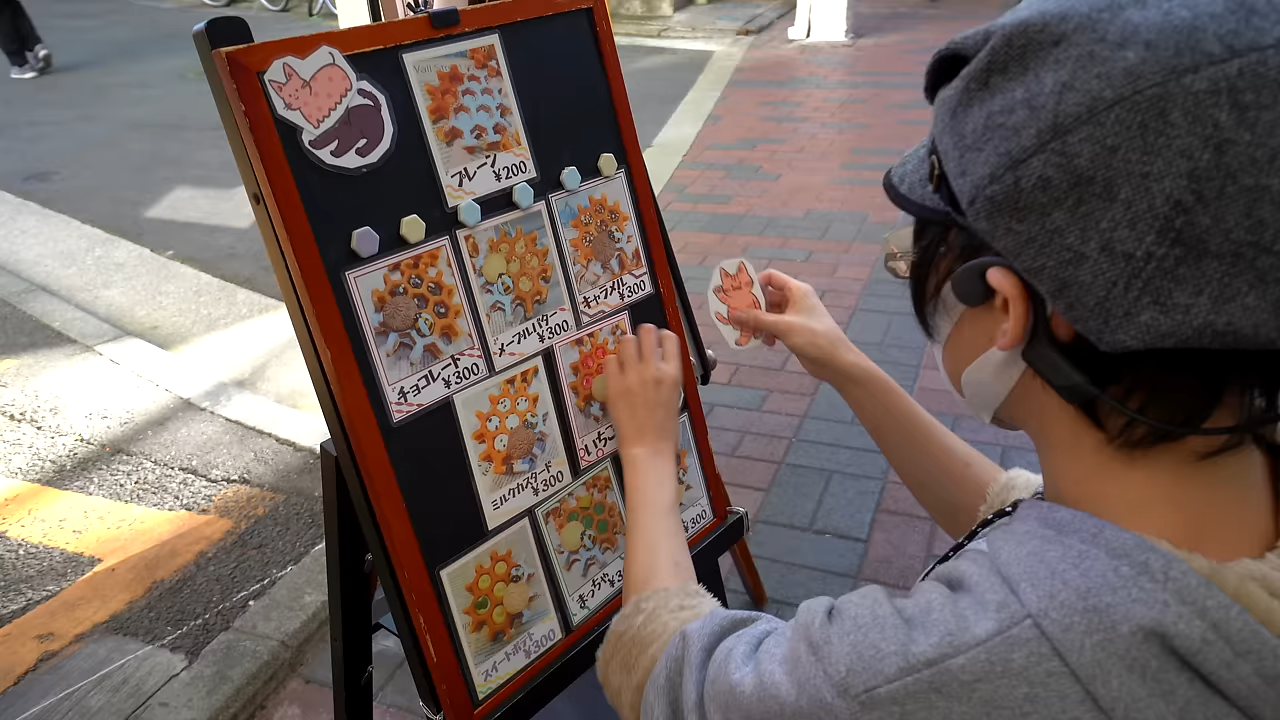 プレーン
¥200
チョコレート
¥300
メープルバター
¥300
キャラメル
¥300
ミルクカスタード
¥300
いちご
¥300
まっちゃ
スイートポテト
¥300